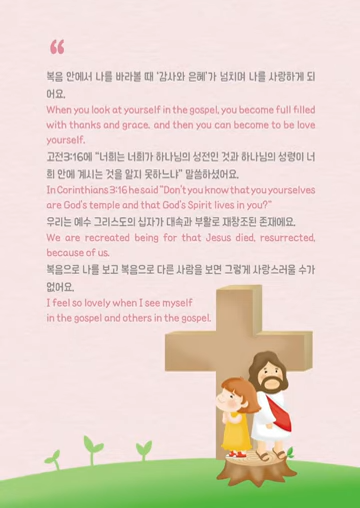 “
복음 안에서 나를 바라볼 때 '감사와 은혜'가 넘치며 나를 사랑하게 되
어요.
When you look at yourself in the gospel, you become full filled
with thanks and grace. and then you can become to be love
yourself.
고전3:16에 “너희는 너희가 하나님의 성전인 것과 하나님의 성령이 너
희 안에 계시는 것을 알지 못하느냐” 말씀하셨어요.
In Corinthians 3:16 he said “Don't you know that you yourselves
are God's temple and that God's Spirit lives in you?”
우리는 예수 그리스도의 십자가 대속과 부활로 재창조된 존재예요.
We are recreated being for that Jesus died, resurrected,
because of us.
복음으로 나를 보고 복음으로 다른 사람을 보면 그렇게 사랑스러울 수가
없어요.
I feel so lovely when I see myself
in the gospel and others in the gospel.